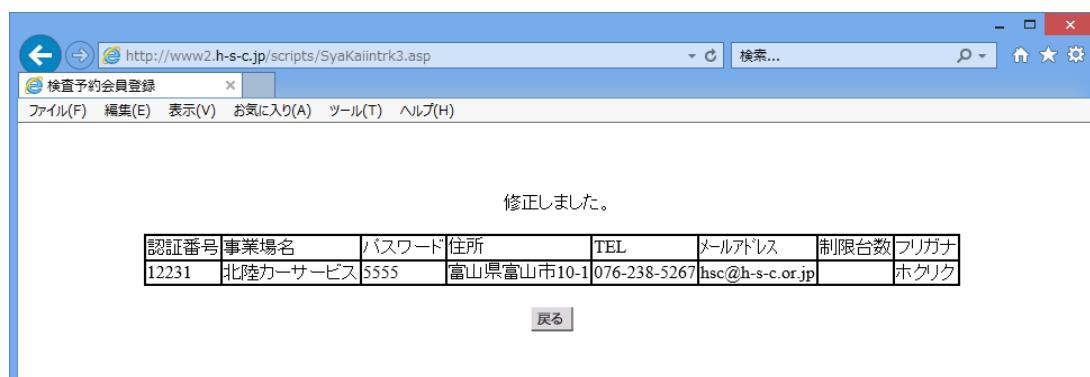 http://www2.h-s-c.jp/scripts/SyaKaiintrk3.asp 検索...
検査予約会員登録
ファイル(F) 編集(E) 表示(V) お気に入り(A) ツール(T) ヘルプ(H)
修正しました。
認証番号 事業場名 パスワード 住所 TEL ﾒｰﾙｱﾄﾞﾚｽ 制限台数 フリガナ
12231 北陸カーサービス 5555 富山県富山市10-1 076-238-5267 hsc@h-s-c.or.jp ホクリク
戻る